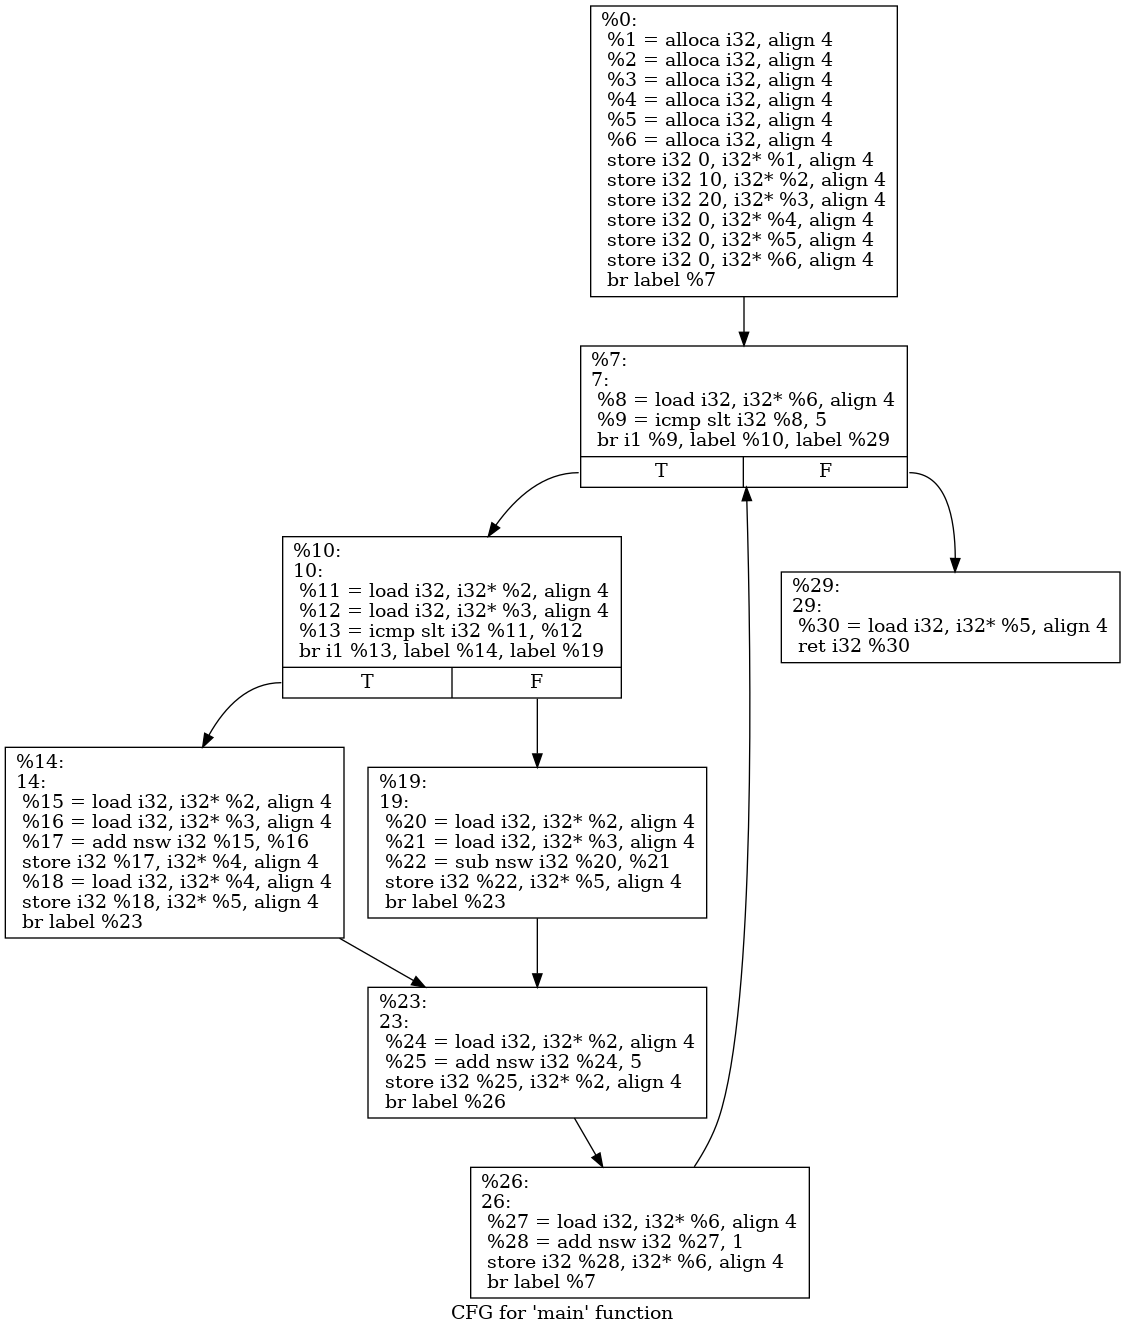 %0:
%1 = alloca i32, align 4
%2 = alloca i32, align 4
%3 = alloca i32, align 4
%4 = alloca i32, align 4
%5 = alloca i32, align 4
%6 = alloca i32, align 4
store i32 0, i32* %1, align 4
store i32 10, i32* %2, align 4
store i32 20, i32* %3, align 4
store i32 0, i32* %4, align 4
store i32 0, i32* %5, align 4
store i32 0, i32* %6, align 4
br label %7
%7:
7:
%8 = load i32, i32* %6, align 4
%9 = icmp slt i32 %8, 5
br i1 %9, label %10, label %29
T F
%10:
10:
%11 = load i32, i32* %2, align 4
%12 = load i32, i32* %3, align 4
%13 = icmp slt i32 %11, %12
br i1 %13, label %14, label %19
T F
%29:
29:
%30 = load i32, i32* %5, align 4
ret i32 %30
%14:
14:
%15 = load i32, i32* %2, align 4
%16 = load i32, i32* %3, align 4
%17 = add nsw i32 %15, %16
store i32 %17, i32* %4, align 4
%18 = load i32, i32* %4, align 4
store i32 %18, i32* %5, align 4
br label %23
%19:
19:
%20 = load i32, i32* %2, align 4
%21 = load i32, i32* %3, align 4
%22 = sub nsw i32 %20, %21
store i32 %22, i32* %5, align 4
br label %23
%23:
23:
%24 = load i32, i32* %2, align 4
%25 = add nsw i32 %24, 5
store i32 %25, i32* %2, align 4
br label %26
%26:
26:
%27 = load i32, i32* %6, align 4
%28 = add nsw i32 %27, 1
store i32 %28, i32* %6, align 4
br label %7
CFG for 'main' function